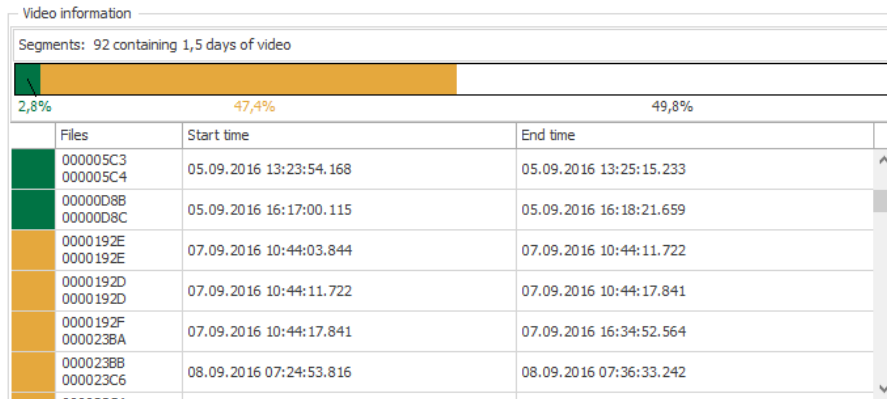 Video information
Segments: 92 containing 1,5 days of video
2,8% 47,4% 49,8%
Files Start time End time
000005C3
000005C4 05.09.2016 13:23:54.168 05.09.2016 13:25:15.233
00000D8B
00000D8C 05.09.2016 16:17:00.115 05.09.2016 16:18:21.659
0000192E
0000192E 07.09.2016 10:44:03.844 07.09.2016 10:44:11.722
0000192D
0000192D 07.09.2016 10:44:11.722 07.09.2016 10:44:17.841
0000192F
000023BA 07.09.2016 10:44:17.841 07.09.2016 16:34:52.564
000023BB
000023C6 08.09.2016 07:24:53.816 08.09.2016 07:36:33.242